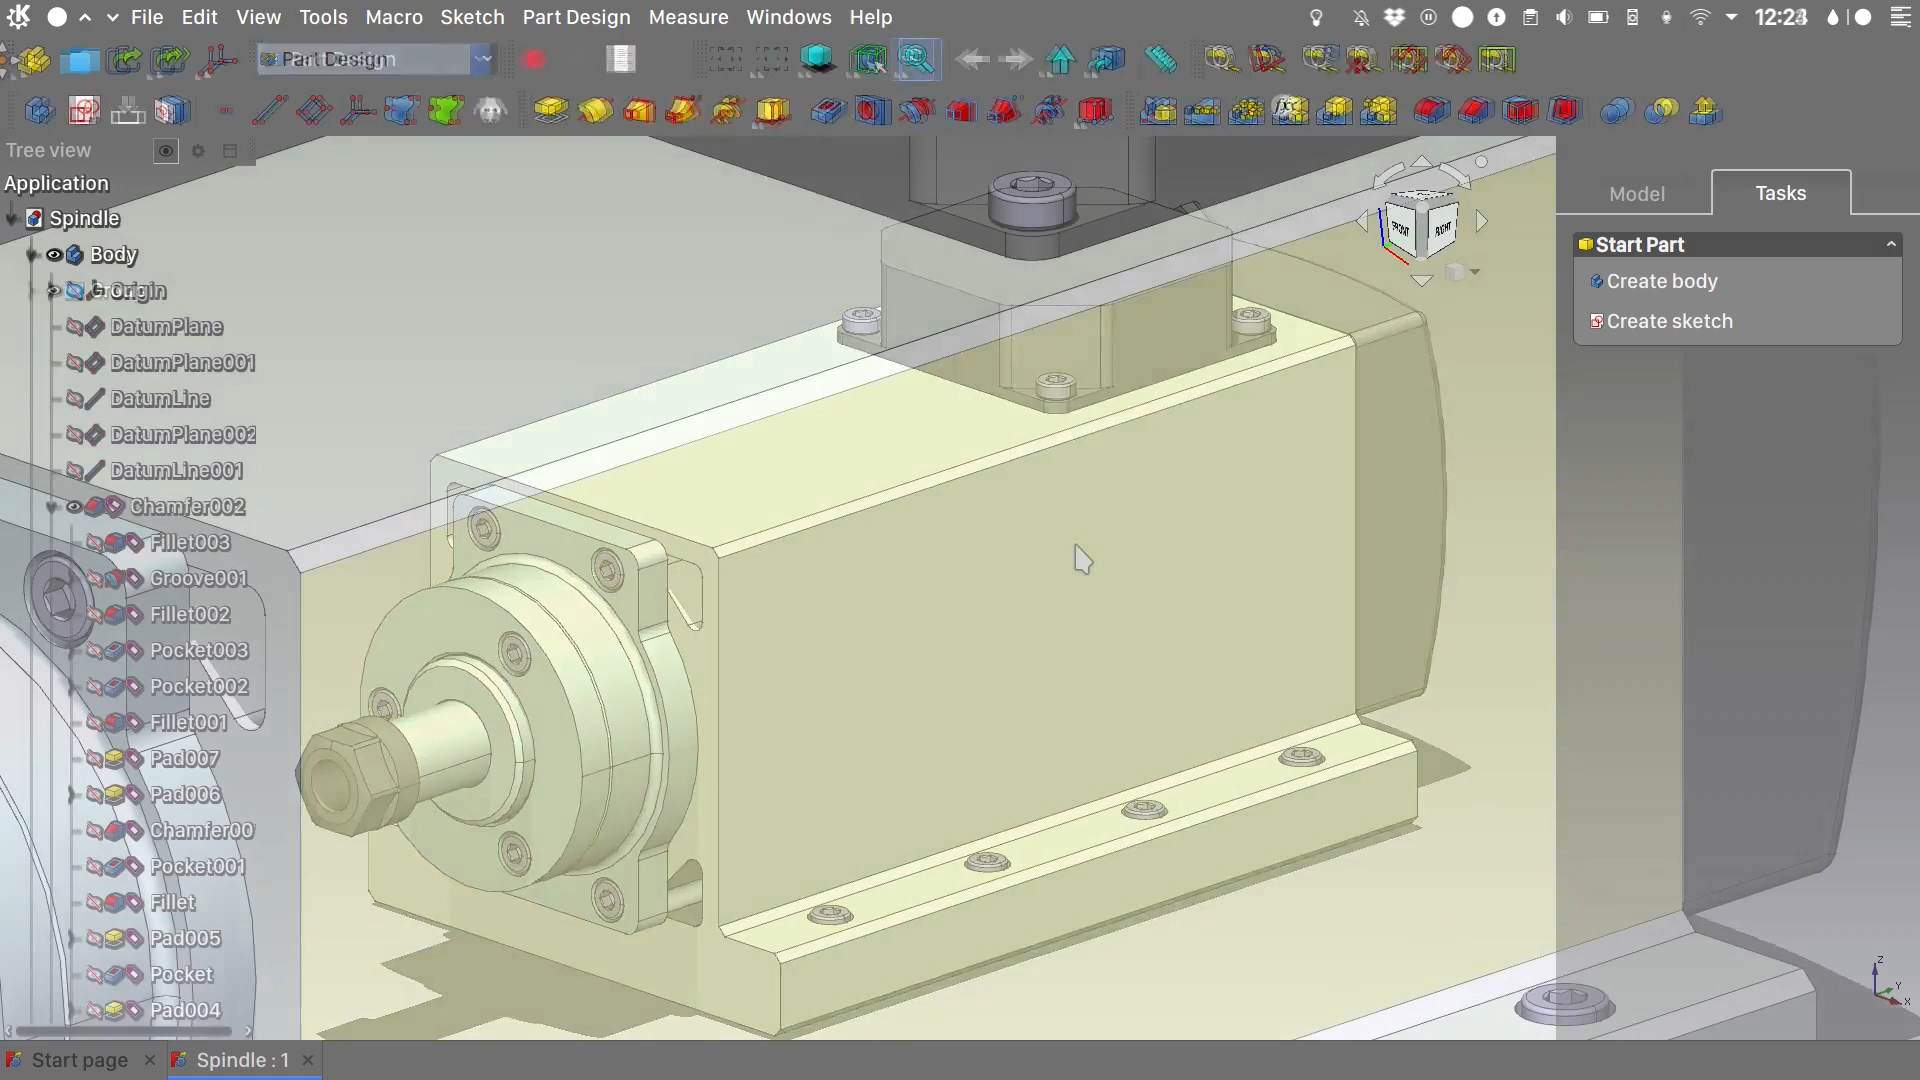 File Edit View Tools Macro Sketch Part Design Measure Windows Help
Part Design
Tree view
Application
Spindle
Body
Origin
DatumPlane
DatumPlane001
DatumLine
DatumPlane002
DatumLine001
Chamfer002
Fillet003
Groove001
Fillet002
Pocket003
Pocket002
Fillet001
Pad007
Pad006
Chamfer00
Pocket001
Fillet
Pad005
Pocket
Pad004
FRONT RIGHT
Model Tasks
Start Part
Create body
Create sketch
Z
Y
X
Start page Spindle : 1